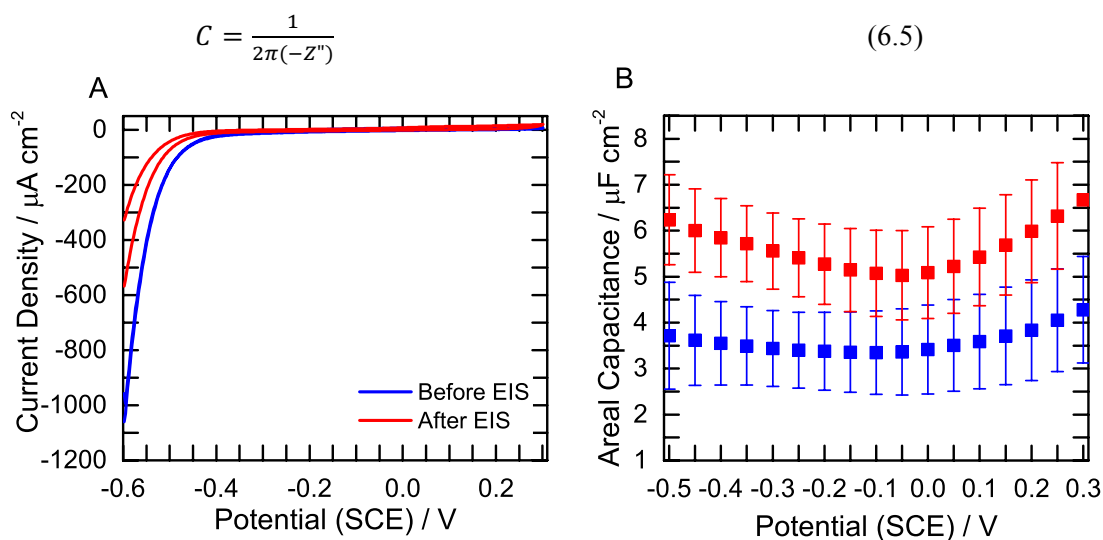 C = 1 / 2π(−Z") (6.5)
A
Current Density / μA cm⁻²
0
-200
-400
-600
-800
-1000
-1200
Before EIS
After EIS
-0.6 -0.4 -0.2 0.0 0.2
Potential (SCE) / V
B
Areal Capacitance / μF cm⁻²
8
7
6
5
4
3
2
1
-0.5 -0.4 -0.3 -0.2 -0.1 0.0 0.1 0.2 0.3
Potential (SCE) / V